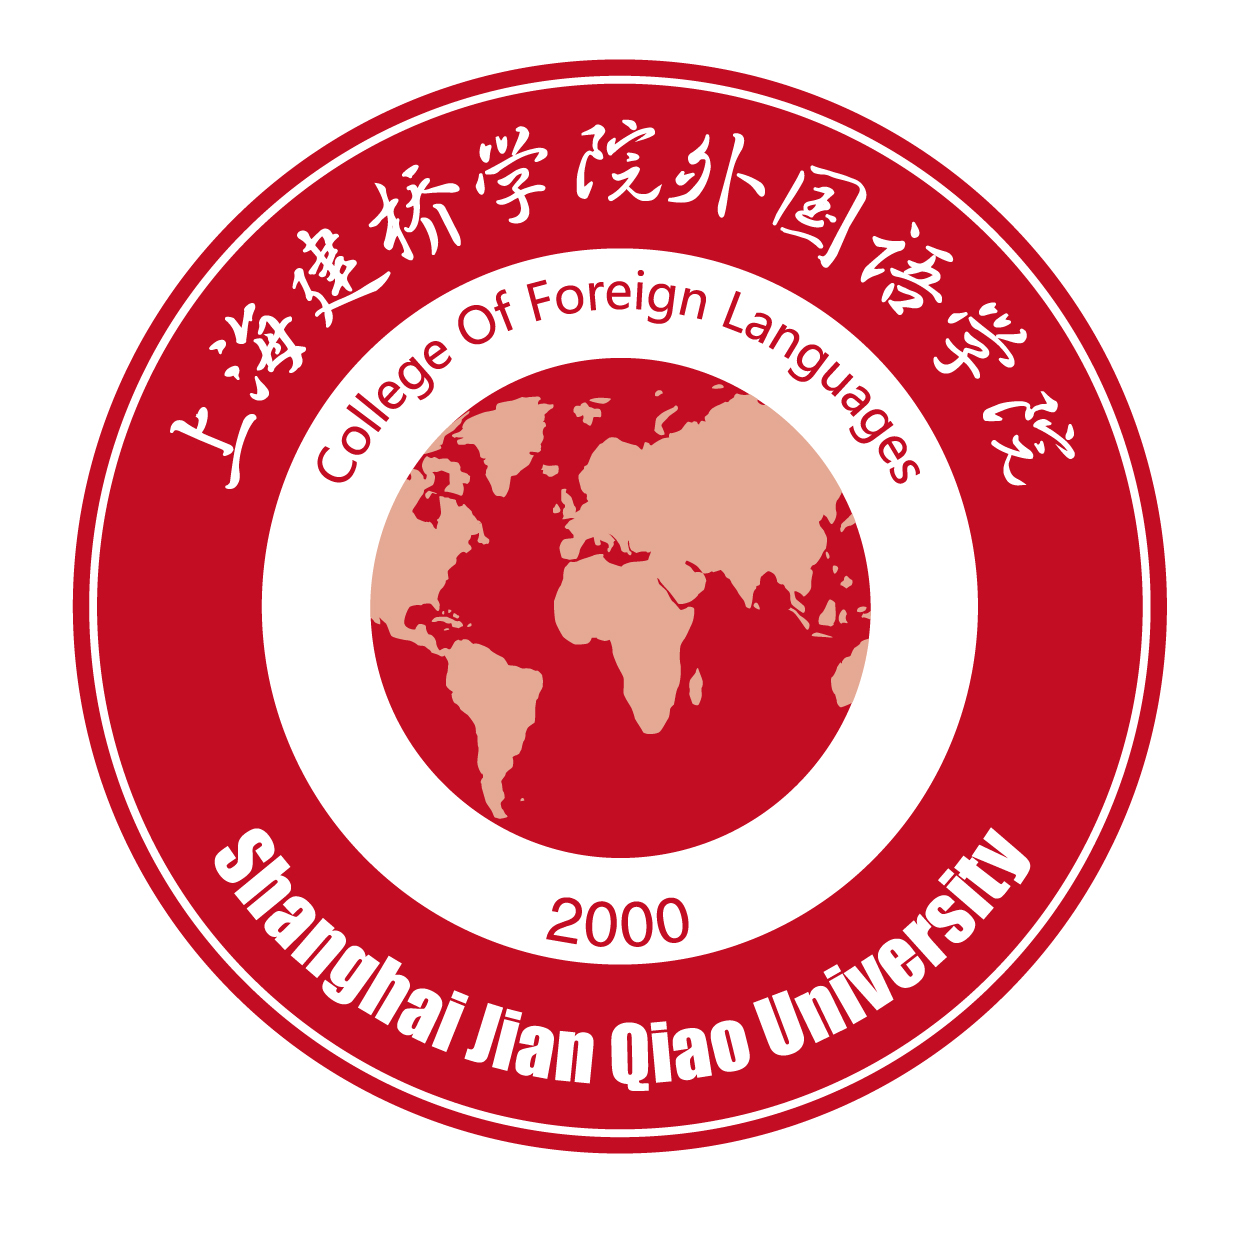 上海建桥学院外国语学院
College Of Foreign Languages
2000
Shanghai Jian Qiao University